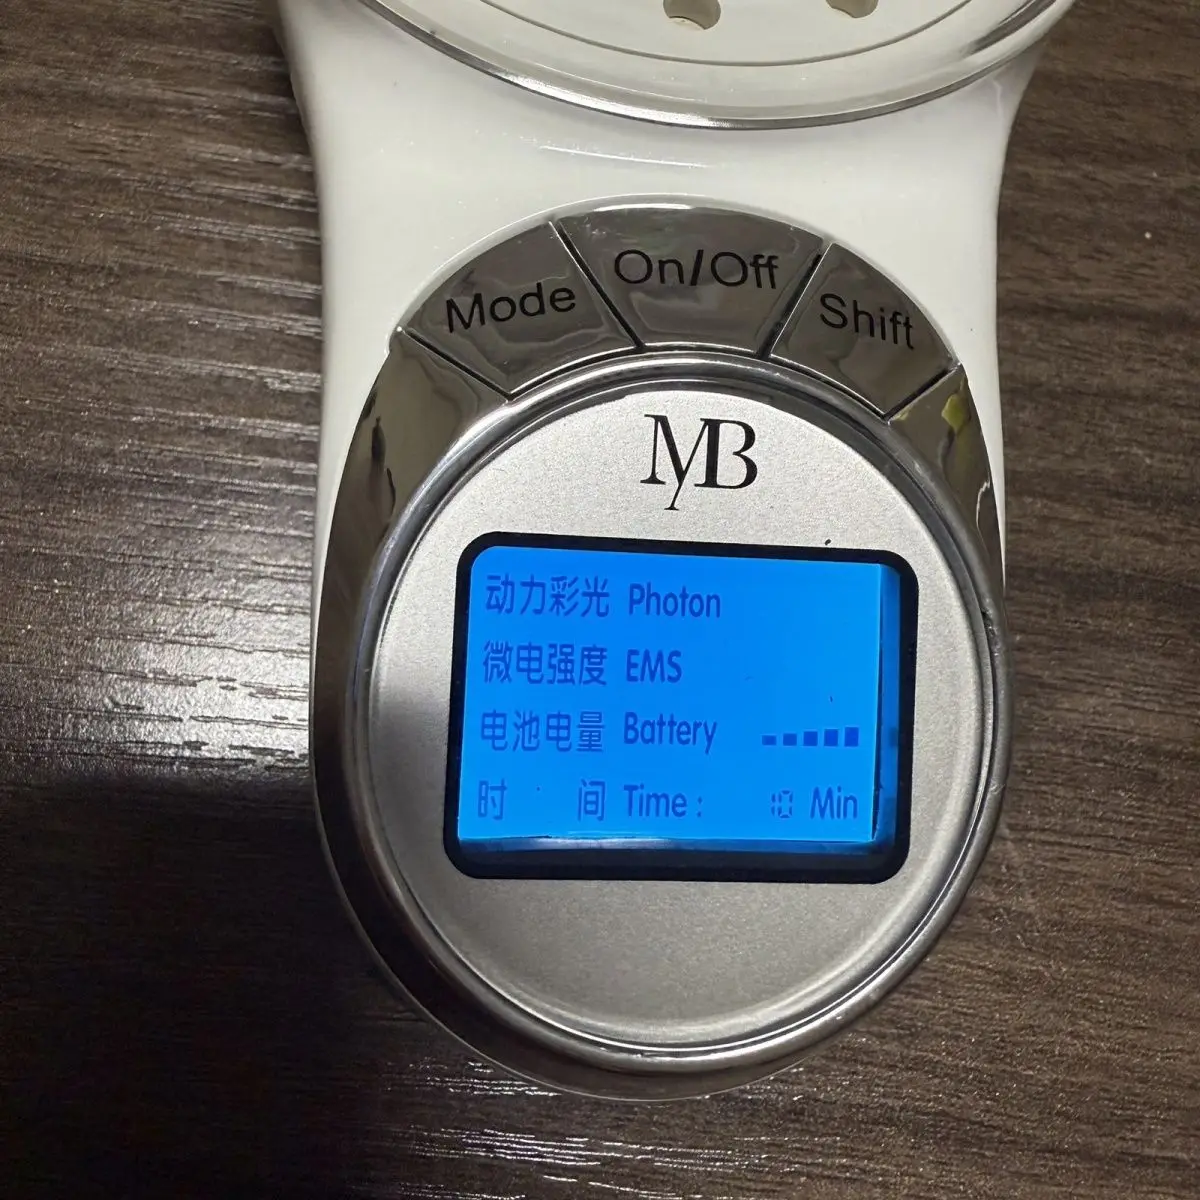 Mode On/Off Shift
MyB
动力彩光 Photon
微电强度 EMS
电池电量 Battery
时 间 Time: 10 Min